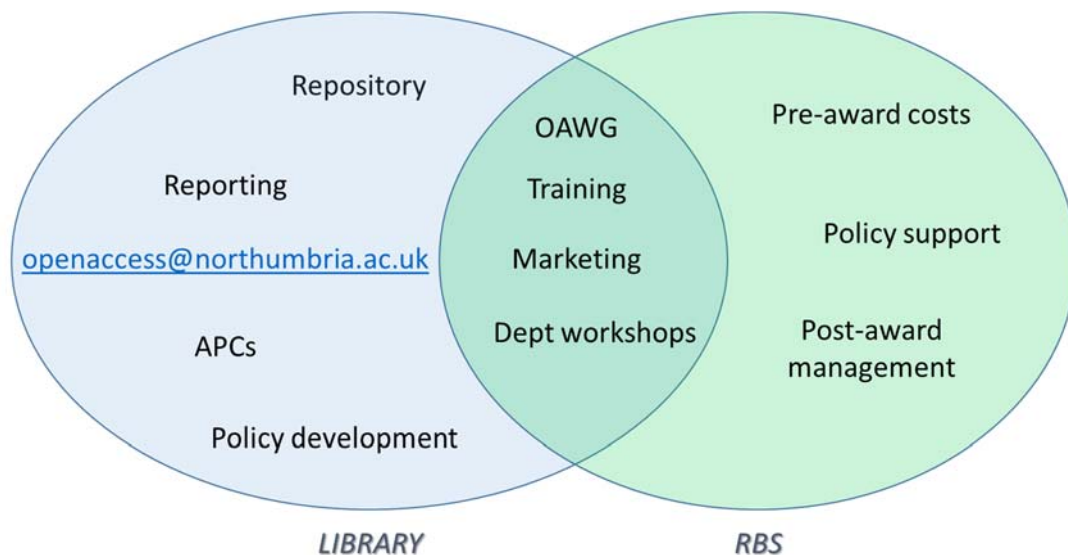 Repository
Reporting
openaccess@northumbria.ac.uk
APCs
Policy development
OAWG
Training
Marketing
Dept workshops
Pre-award costs
Policy support
Post-award
management
LIBRARY
RBS